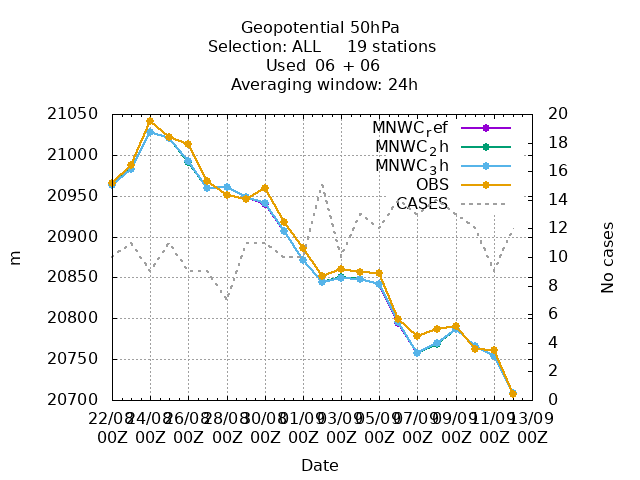 Geopotential 50hPa
Selection: ALL     19 stations
Used  06 + 06
Averaging window: 24h
21050
21000
20950
20900
20850
20800
20750
20700
m
20
18
16
14
12
10
8
6
4
2
0
No cases
MNWCref
MNWC2h
MNWC3h
OBS
CASES
22/08 24/08 26/08 28/08 30/08 01/09 03/09 05/09 07/09 09/09 11/09 13/09
00Z 00Z 00Z 00Z 00Z 00Z 00Z 00Z 00Z 00Z 00Z 00Z
Date